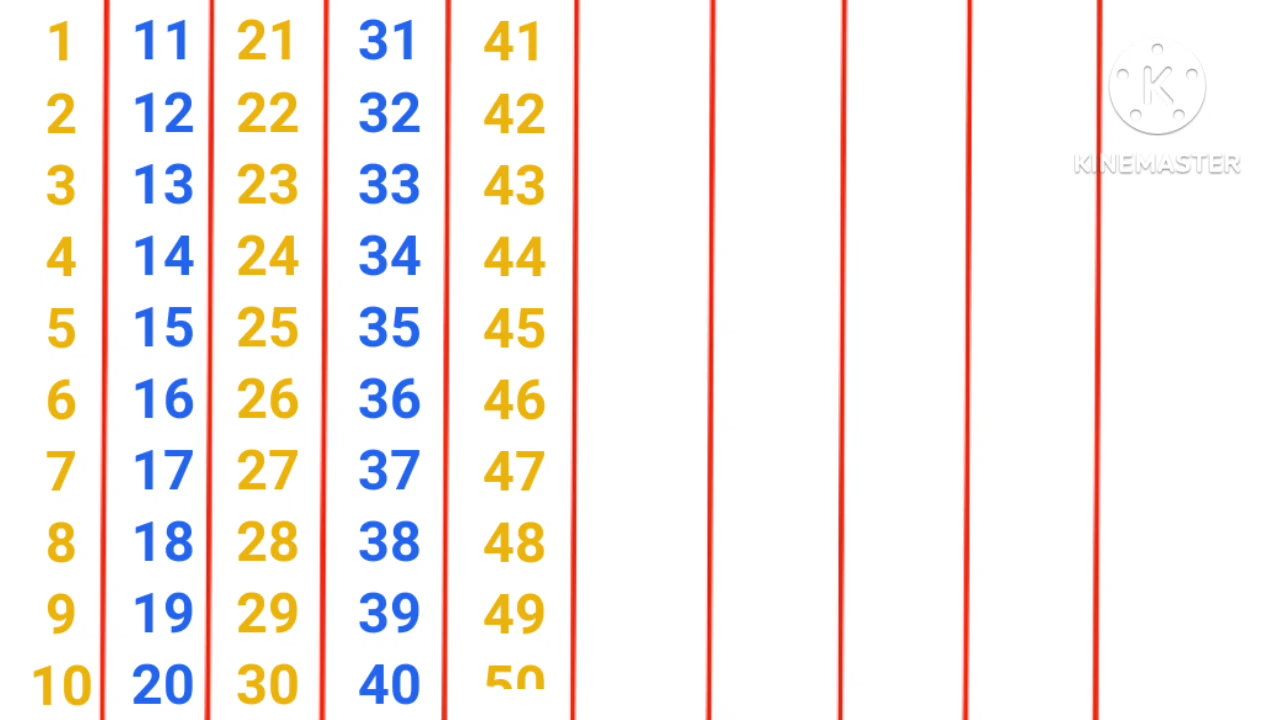 1 11 21 31 41
2 12 22 32 42
3 13 23 33 43
4 14 24 34 44
5 15 25 35 45
6 16 26 36 46
7 17 27 37 47
8 18 28 38 48
9 19 29 39 49
10 20 30 40 50
K
KINEMASTER